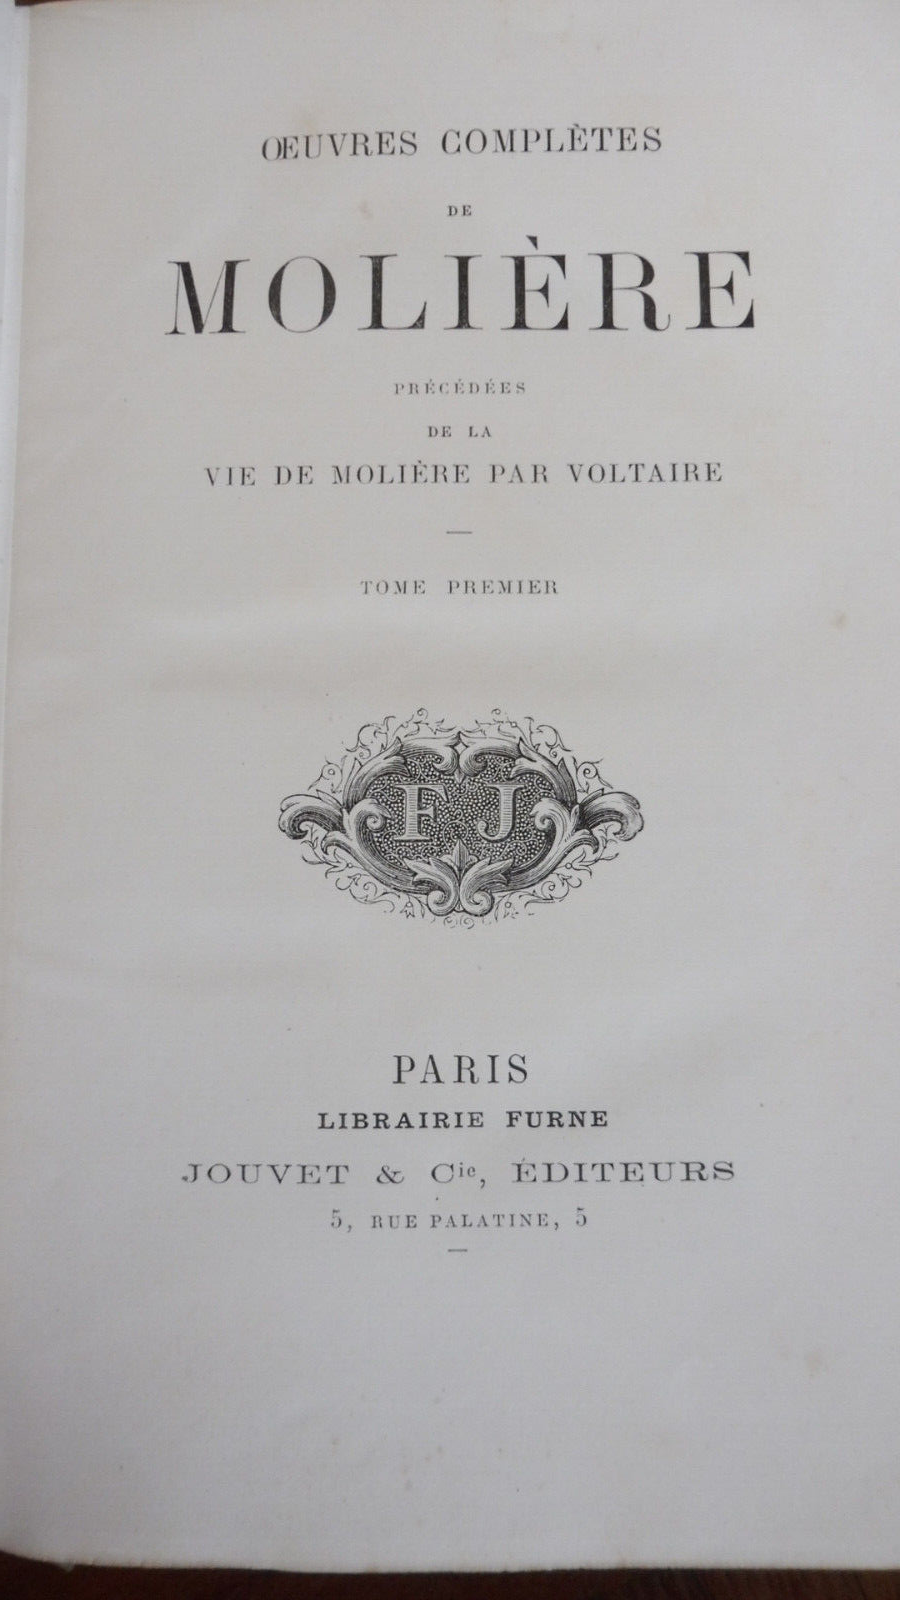 ŒUVRES COMPLÈTES
DE
MOLIÈRE
PRÉCÉDÉES
DE LA
VIE DE MOLIÈRE PAR VOLTAIRE
TOME PREMIER
F J
PARIS
LIBRAIRIE FURNE
JOUVET & Cie, ÉDITEURS
5, RUE PALATINE, 5